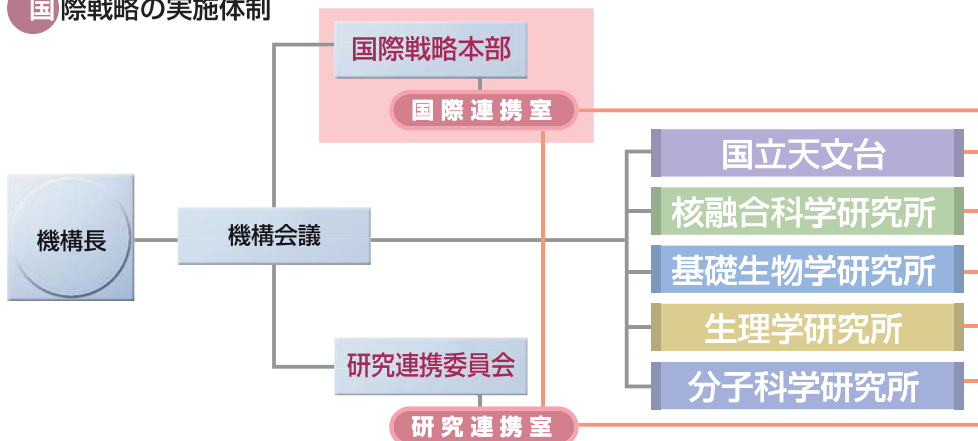 国際戦略の実施体制
国際戦略本部
国際連携室
国立天文台
核融合科学研究所
機構長
機構会議
基礎生物学研究所
生理学研究所
研究連携委員会
分子科学研究所
研究連携室